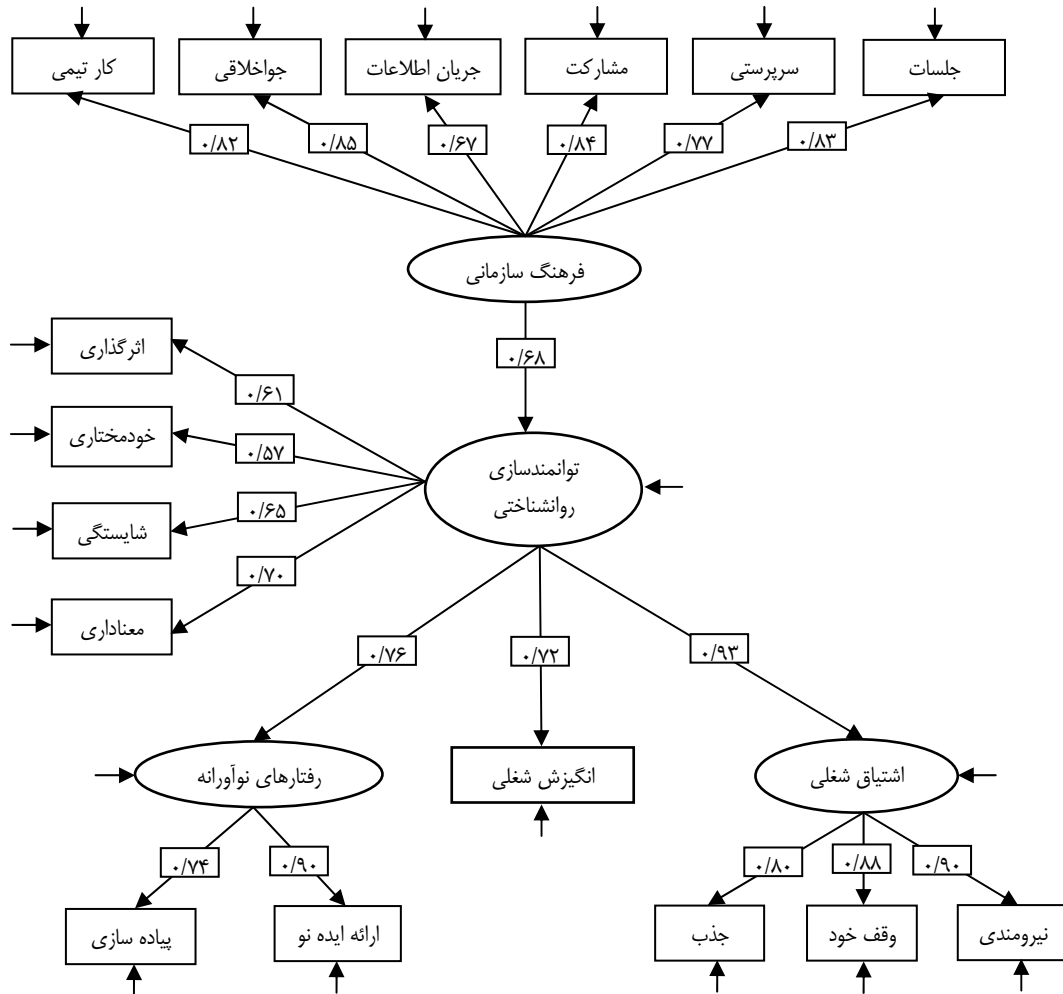 جلسات
سرپرستی
مشارکت
جریان اطلاعات
جواخلاقی
کار تیمی
۰/۸۳
۰/۷۷
۰/۸۴
۰/۶۷
۰/۸۵
۰/۸۲
فرهنگ سازمانی
۰/۶۸
اثرگذاری
۰/۶۱
خودمختاری
۰/۵۷
توانمندسازی
روانشناختی
شایستگی
۰/۶۵
معناداری
۰/۷۰
۰/۹۳
۰/۷۲
۰/۷۶
اشتیاق شغلی
انگیزش شغلی
رفتارهای نوآورانه
۰/۹۰
۰/۸۸
۰/۸۰
۰/۹۰
۰/۷۴
نیرومندی
وقف خود
جذب
ارائه ایده نو
پیاده سازی